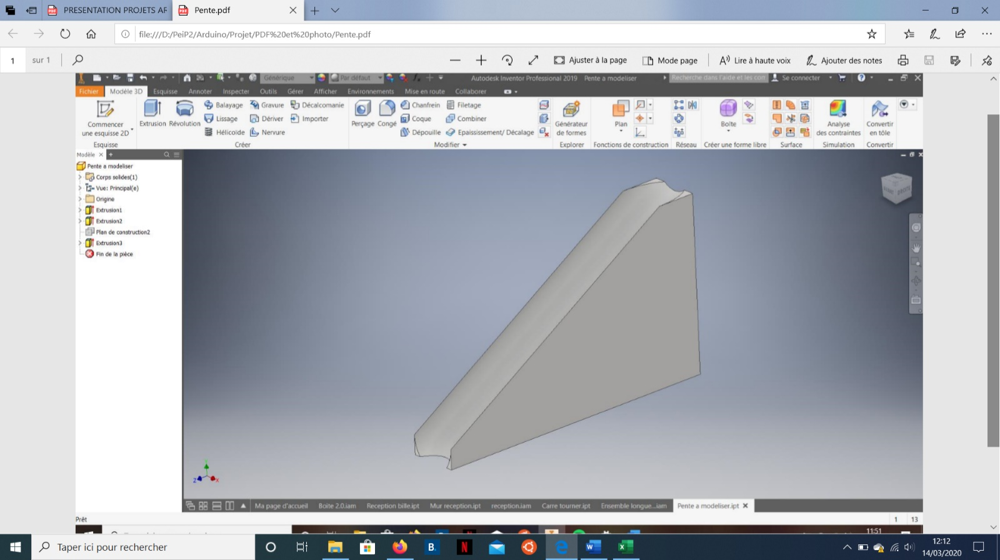 PRESENTATION PROJETS AF
Pente.pdf
file:///D:/PeiP2/Arduino/Projet/PDF%20et%20photo/Pente.pdf
1 sur 1
Ajuster à la page
Mode page
Lire à haute voix
Ajouter des notes
Générique
Par défaut
Autodesk Inventor Professional 2019 Pente a modeliser
Recherche dans l'aide et les com
Se connecter
Fichier Modèle 3D Esquisse Annoter Inspecter Outils Gérer Afficher Environnements Mise en route Collaborer
Commencer
une esquisse 2D
Esquisse
Extrusion Révolution
Balayage Gravure Décalcomanie
Lissage Dériver Importer
Hélicoïde Nervure
Créer
Perçage Congé
Chanfrein Filetage
Coque Combiner
Dépouille Epaississement/ Décalage
Modifier
Générateur
de formes
Explorer
Plan
Fonctions de construction
Réseau
Boîte
Créer une forme libre
Surface
Analyse
des contraintes
Simulation
Convertir
en tôle
Convertir
Modèle
Pente a modeliser
Corps solides(1)
Vue: Principal(e)
Origine
Extrusion1
Extrusion2
Plan de construction2
Extrusion3
Fin de la pièce
DROITE
Y
Z X
Ma page d'accueil Boite 2.0.iam Reception bille.ipt Mur reception.ipt reception.iam Carre tourner.ipt Ensemble longue...iam Pente a modeliser.ipt
Prêt
1 13
11:51
Taper ici pour rechercher
12:12
14/03/2020